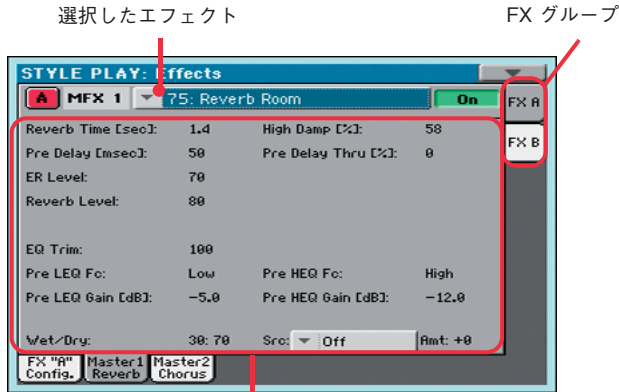 選択したエフェクト FX グループ
STYLE PLAY: Effects
A MFX 1 75: Reverb Room On FX A
Reverb Time [sec]: 1.4 High Damp [%]: 58
FX B
Pre Delay [msec]: 50 Pre Delay Thru [%]: 0
ER Level: 70
Reverb Level: 80
EQ Trim: 100
Pre LEQ Fc: Low Pre HEQ Fc: High
Pre LEQ Gain [dB]: -5.0 Pre HEQ Gain [dB]: -12.0
Wet/Dry: 30: 70 Src: Off Amt: +0
FX "A" Master1 Master2
Config. Reverb Chorus